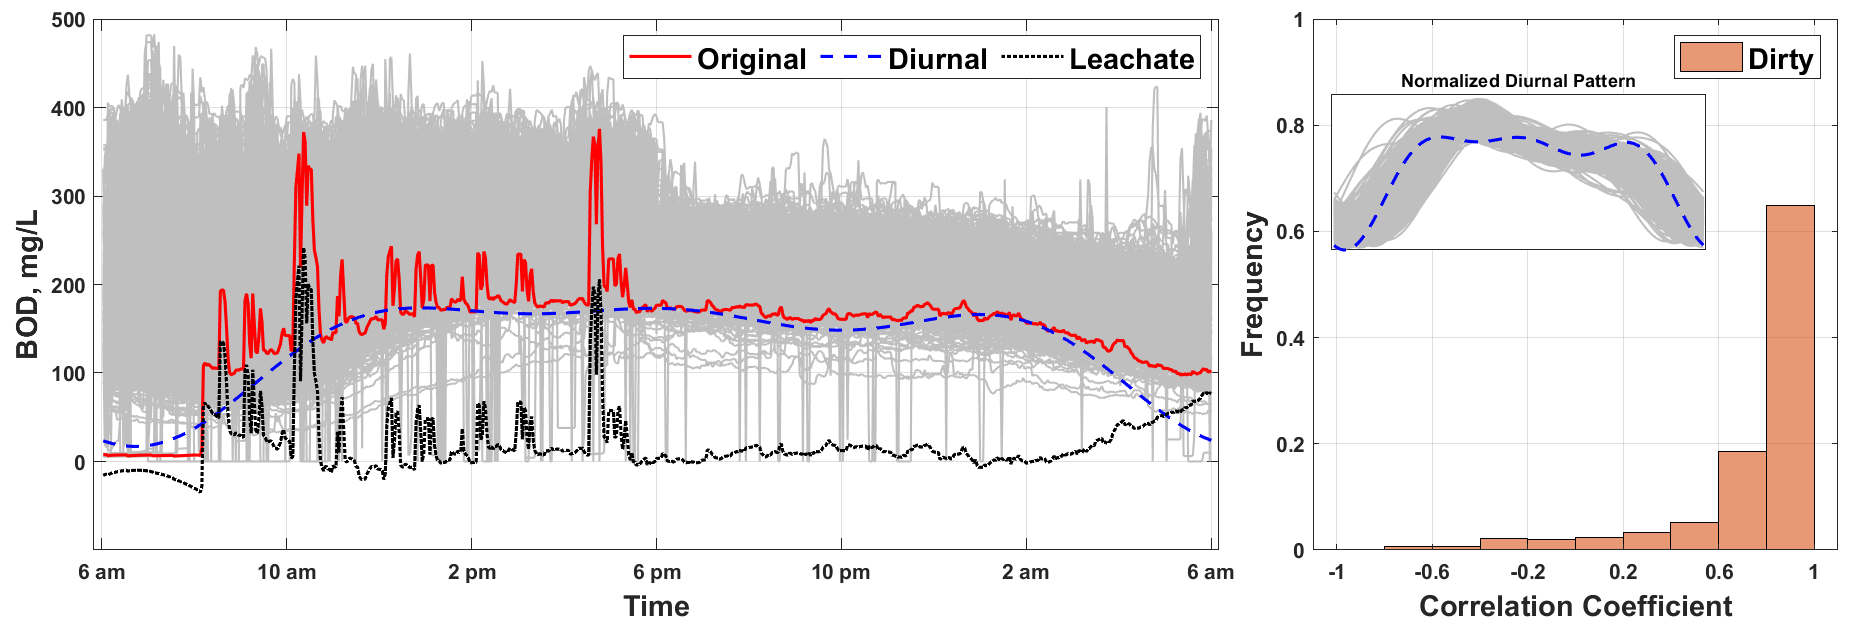 500
400
300
200
100
0
BOD, mg/L
Original Diurnal Leachate
6 am 10 am 2 pm 6 pm 10 pm 2 am 6 am
Time
1
0.8
0.6
0.4
0.2
0
Frequency
Dirty
Normalized Diurnal Pattern
-1 -0.6 -0.2 0.2 0.6 1
Correlation Coefficient